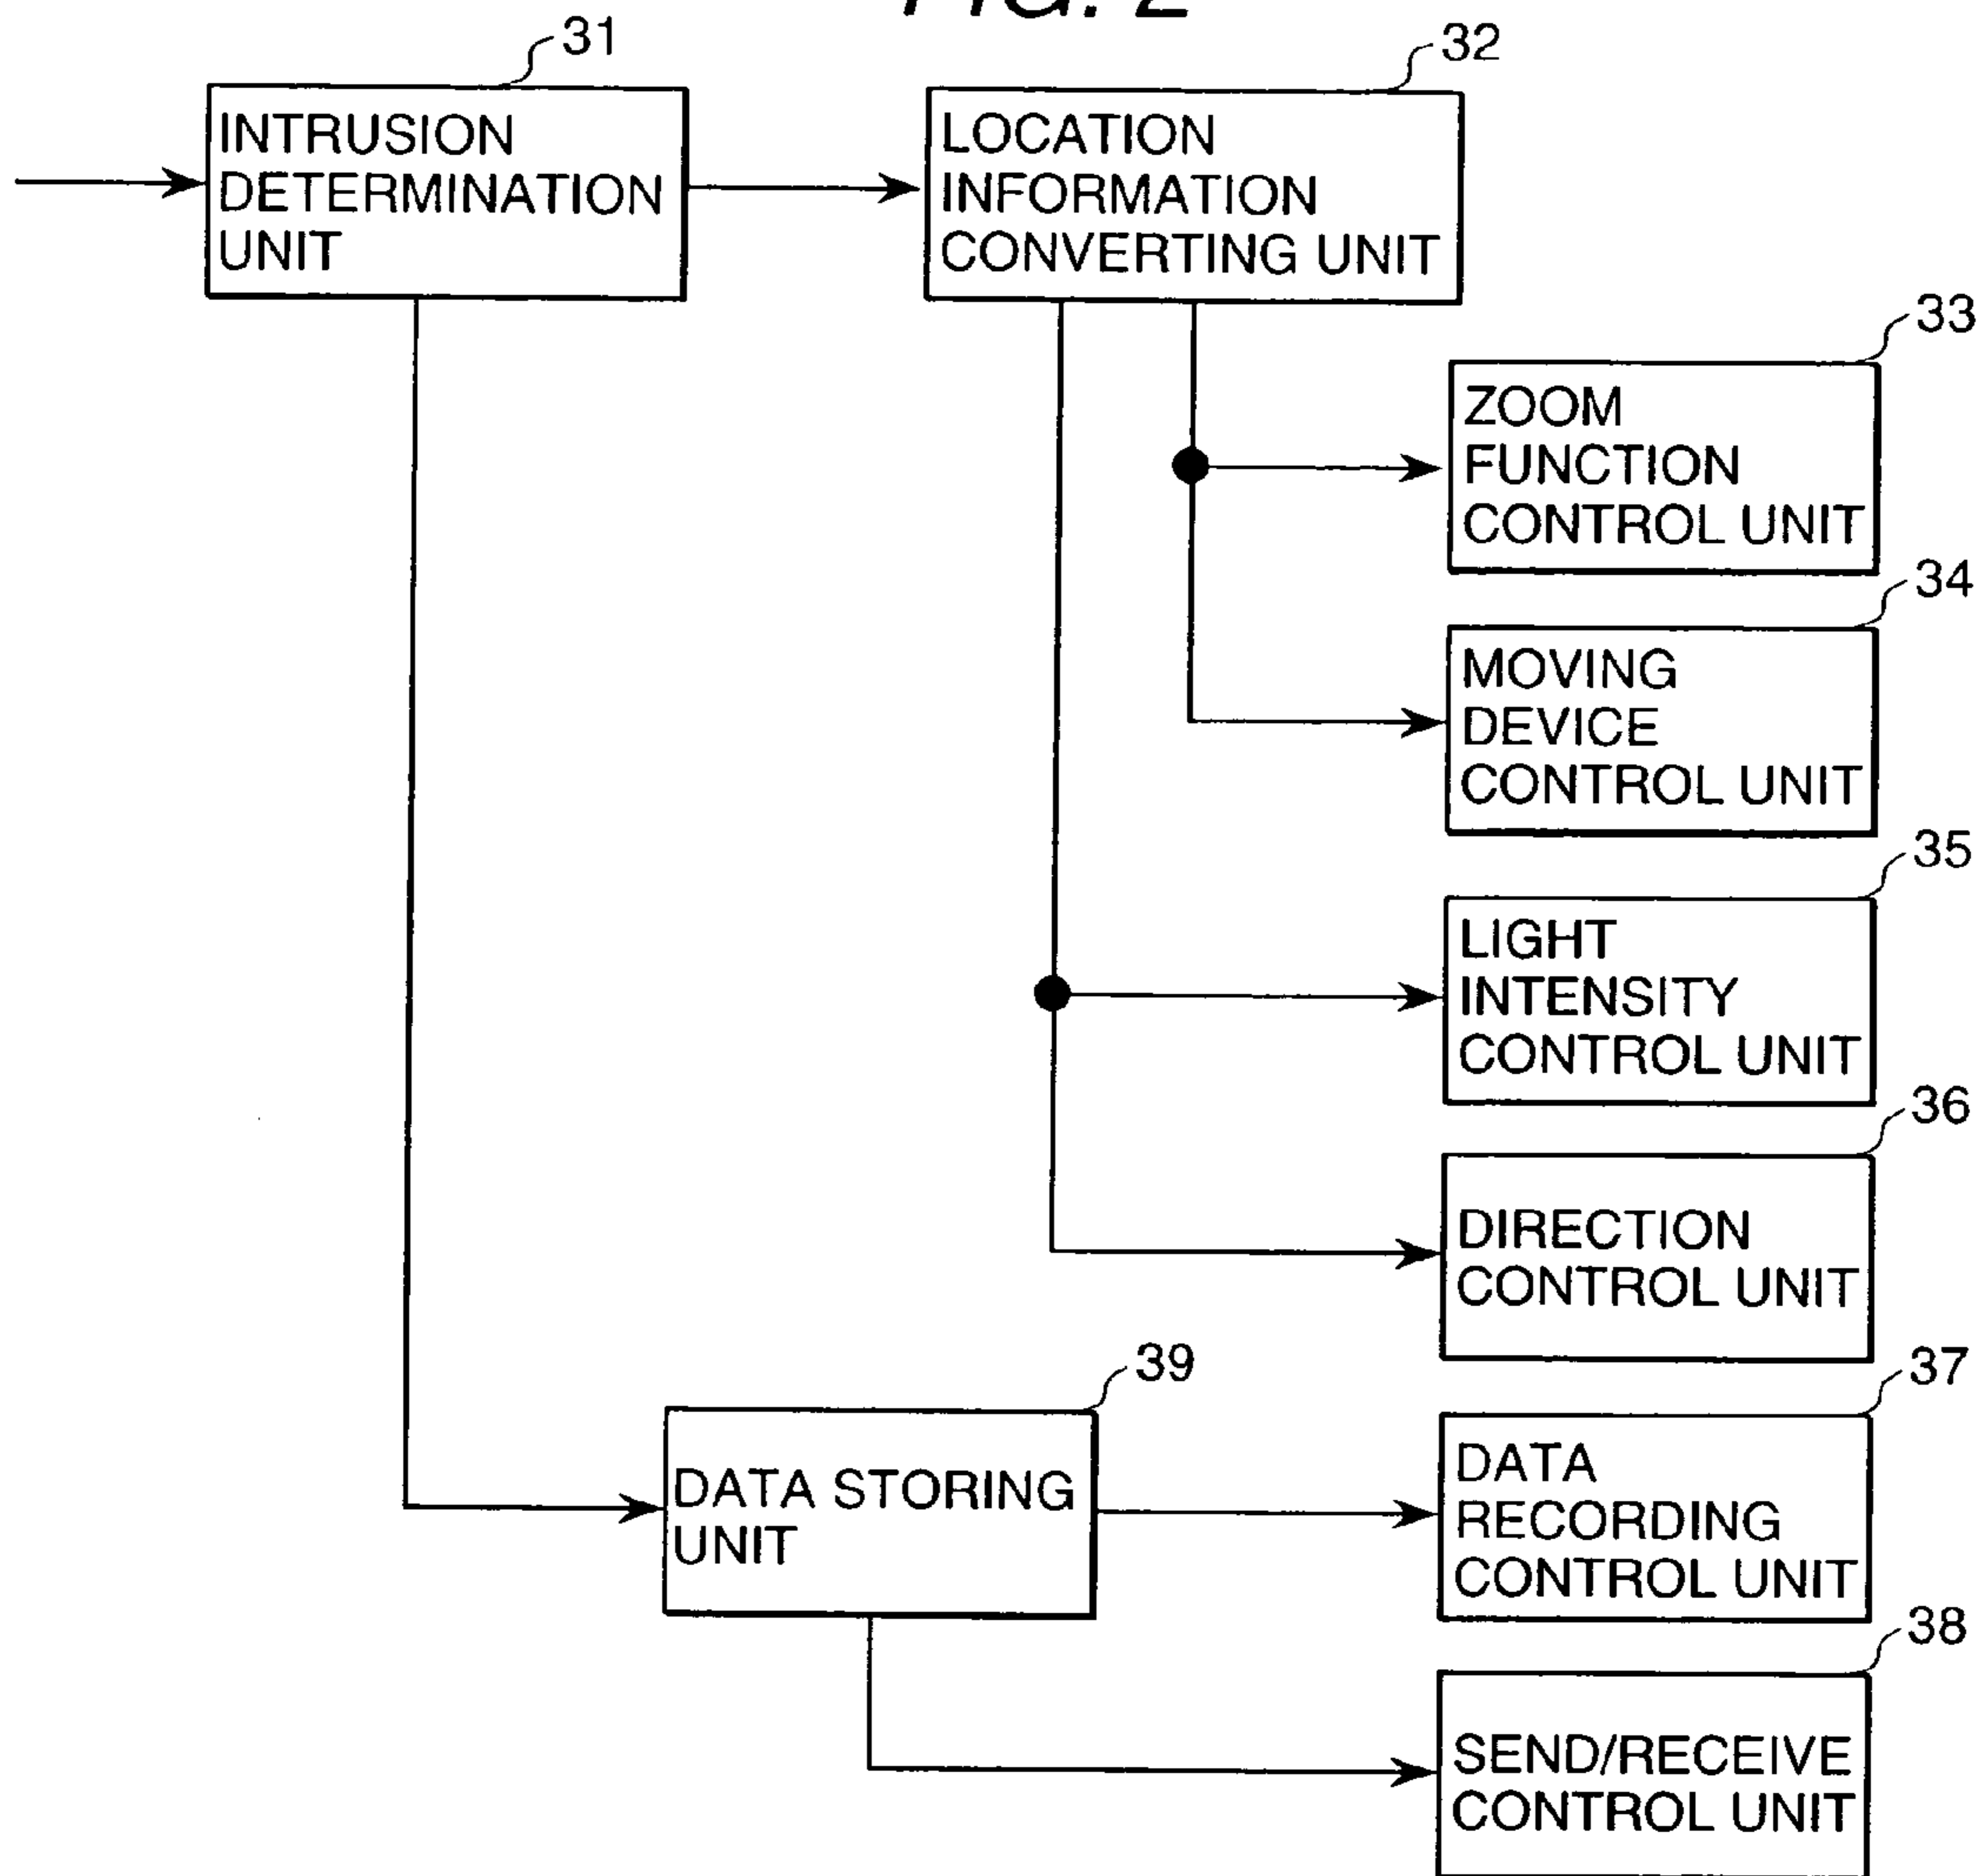 FIG. 2
31
32
INTRUSION
DETERMINATION
UNIT
LOCATION
INFORMATION
CONVERTING UNIT
33
ZOOM
FUNCTION
CONTROL UNIT
34
MOVING
DEVICE
CONTROL UNIT
35
LIGHT
INTENSITY
CONTROL UNIT
36
DIRECTION
CONTROL UNIT
39
DATA STORING
UNIT
37
DATA
RECORDING
CONTROL UNIT
38
SEND/RECEIVE
CONTROL UNIT